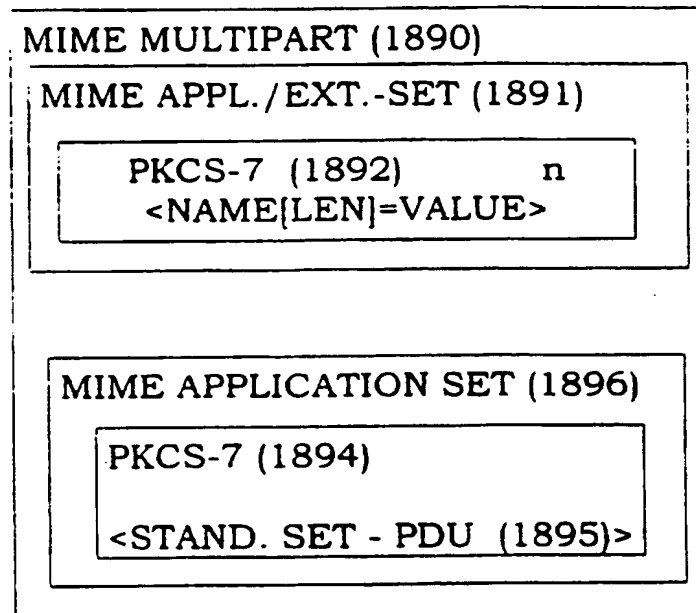 MIME MULTIPART (1890)
MIME APPL./EXT.-SET (1891)
PKCS-7 (1892) n
<NAME[LEN]=VALUE>
MIME APPLICATION SET (1896)
PKCS-7 (1894)
<STAND. SET - PDU (1895)>